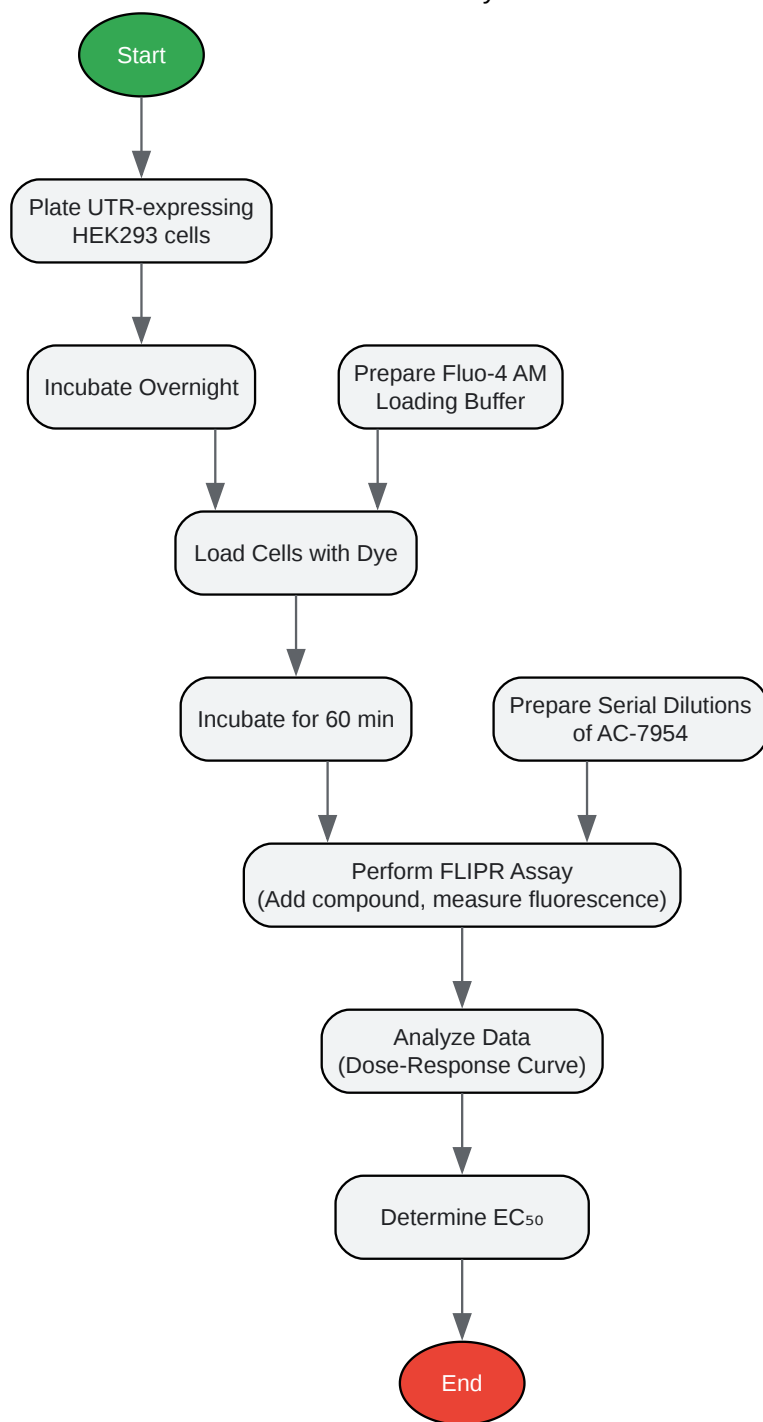 Start
Plate UTR-expressing
HEK293 cells
Incubate Overnight
Prepare Fluo-4 AM
Loading Buffer
Load Cells with Dye
Incubate for 60 min
Prepare Serial Dilutions
of AC-7954
Perform FLIPR Assay
(Add compound, measure fluorescence)
Analyze Data
(Dose-Response Curve)
Determine EC₅₀
End